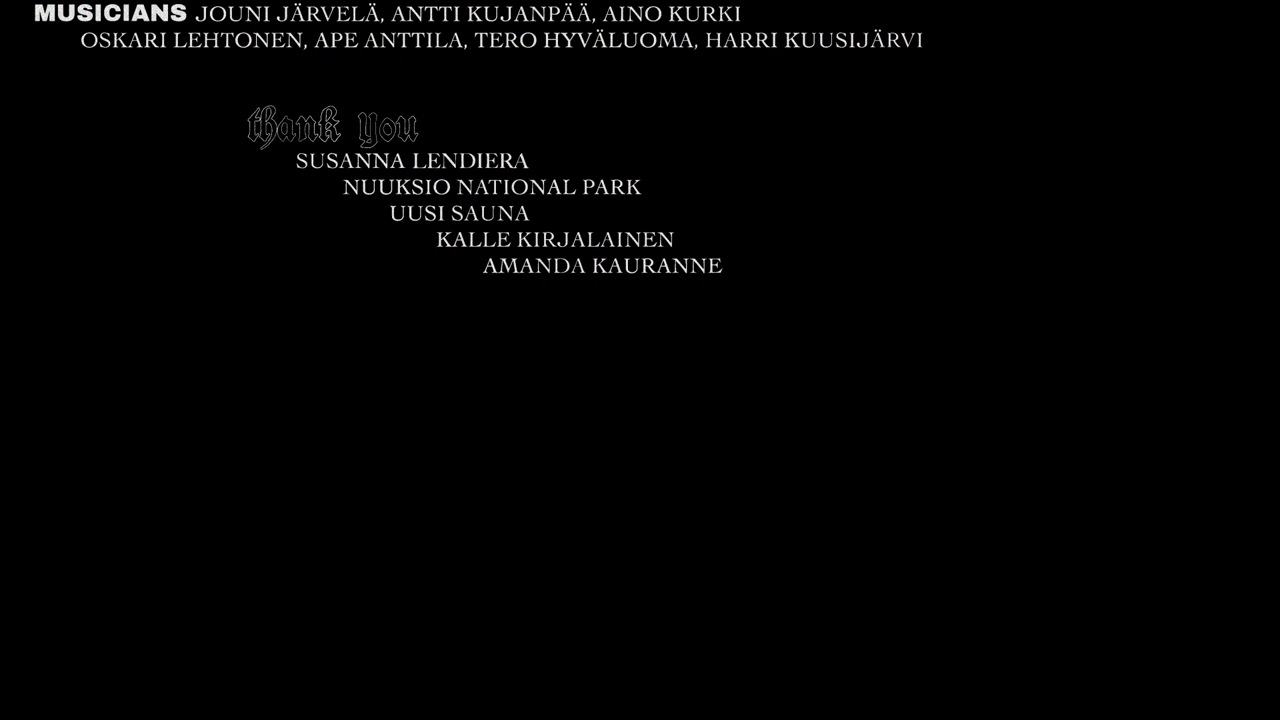 MUSICIANS JOUNI JÄRVELÄ, ANTTI KUJANPÄÄ, AINO KURKI
OSKARI LEHTONEN, APE ANTTILA, TERO HYVÄLUOMA, HARRI KUUSIJÄRVI
thank you
SUSANNA LENDIERA
NUUKSIO NATIONAL PARK
UUSI SAUNA
KALLE KIRJALAINEN
AMANDA KAURANNE